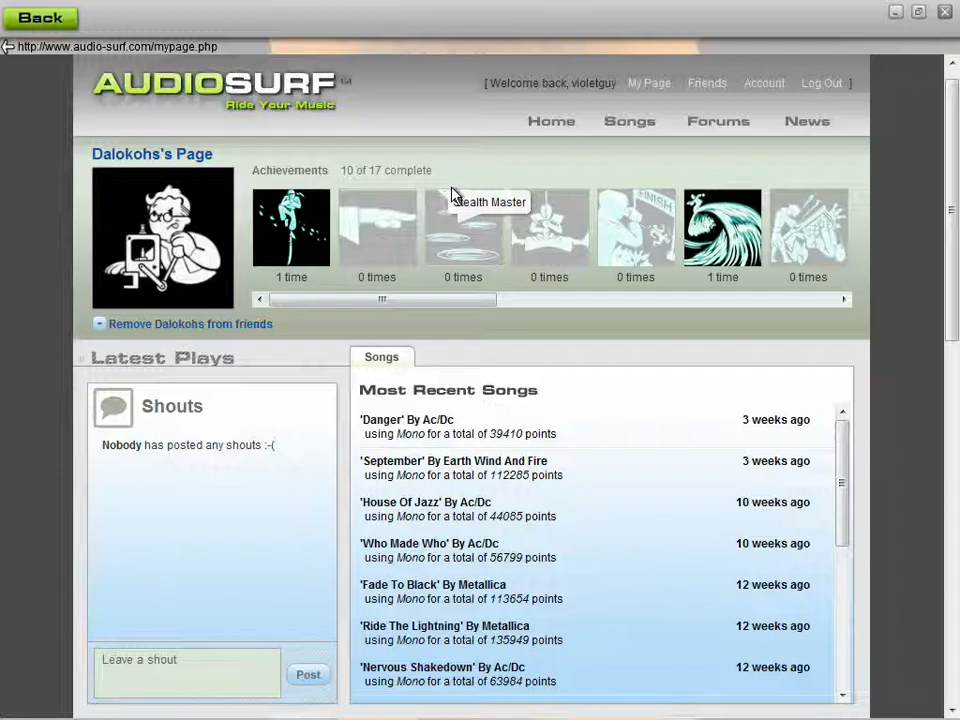 Back
http://www.audio-surf.com/mypage.php
AUDIOSURF
Ride Your Music
[ Welcome back, violetguy My Page Friends Account Log Out ]
Home Songs Forums News
Dalokohs's Page
Achievements 10 of 17 complete
FINISH
1 time 0 times 0 times 0 times 0 times 1 time 0 times
Remove Dalokohs from friends
Latest Plays
Songs
Shouts
Nobody has posted any shouts :-(
Leave a shout
Post
Most Recent Songs
'Danger' By Ac/Dc 3 weeks ago
using Mono for a total of 39410 points
'September' By Earth Wind And Fire 3 weeks ago
using Mono for a total of 112285 points
'House Of Jazz' By Ac/Dc 10 weeks ago
using Mono for a total of 44085 points
'Who Made Who' By Ac/Dc 10 weeks ago
using Mono for a total of 56799 points
'Fade To Black' By Metallica 12 weeks ago
using Mono for a total of 113654 points
'Ride The Lightning' By Metallica 12 weeks ago
using Mono for a total of 135949 points
'Nervous Shakedown' By Ac/Dc 12 weeks ago
using Mono for a total of 63984 points